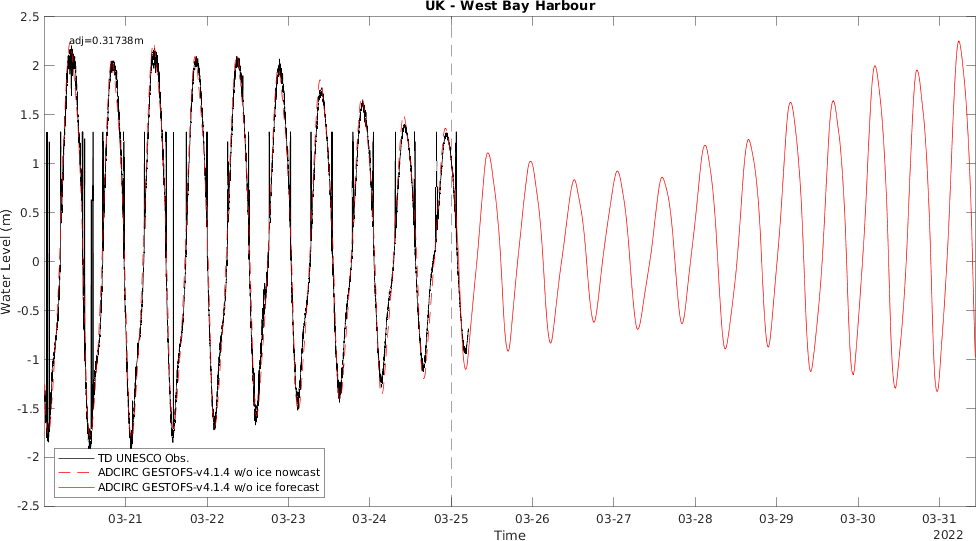 UK - West Bay Harbour
2.5
2
1.5
1
0.5
0
-0.5
-1
-1.5
-2
-2.5
Water Level (m)
adj=0.31738m
TD UNESCO Obs.
ADCIRC GESTOFS-v4.1.4 w/o ice nowcast
ADCIRC GESTOFS-v4.1.4 w/o ice forecast
03-21 03-22 03-23 03-24 03-25 03-26 03-27 03-28 03-29 03-30 03-31
Time
2022